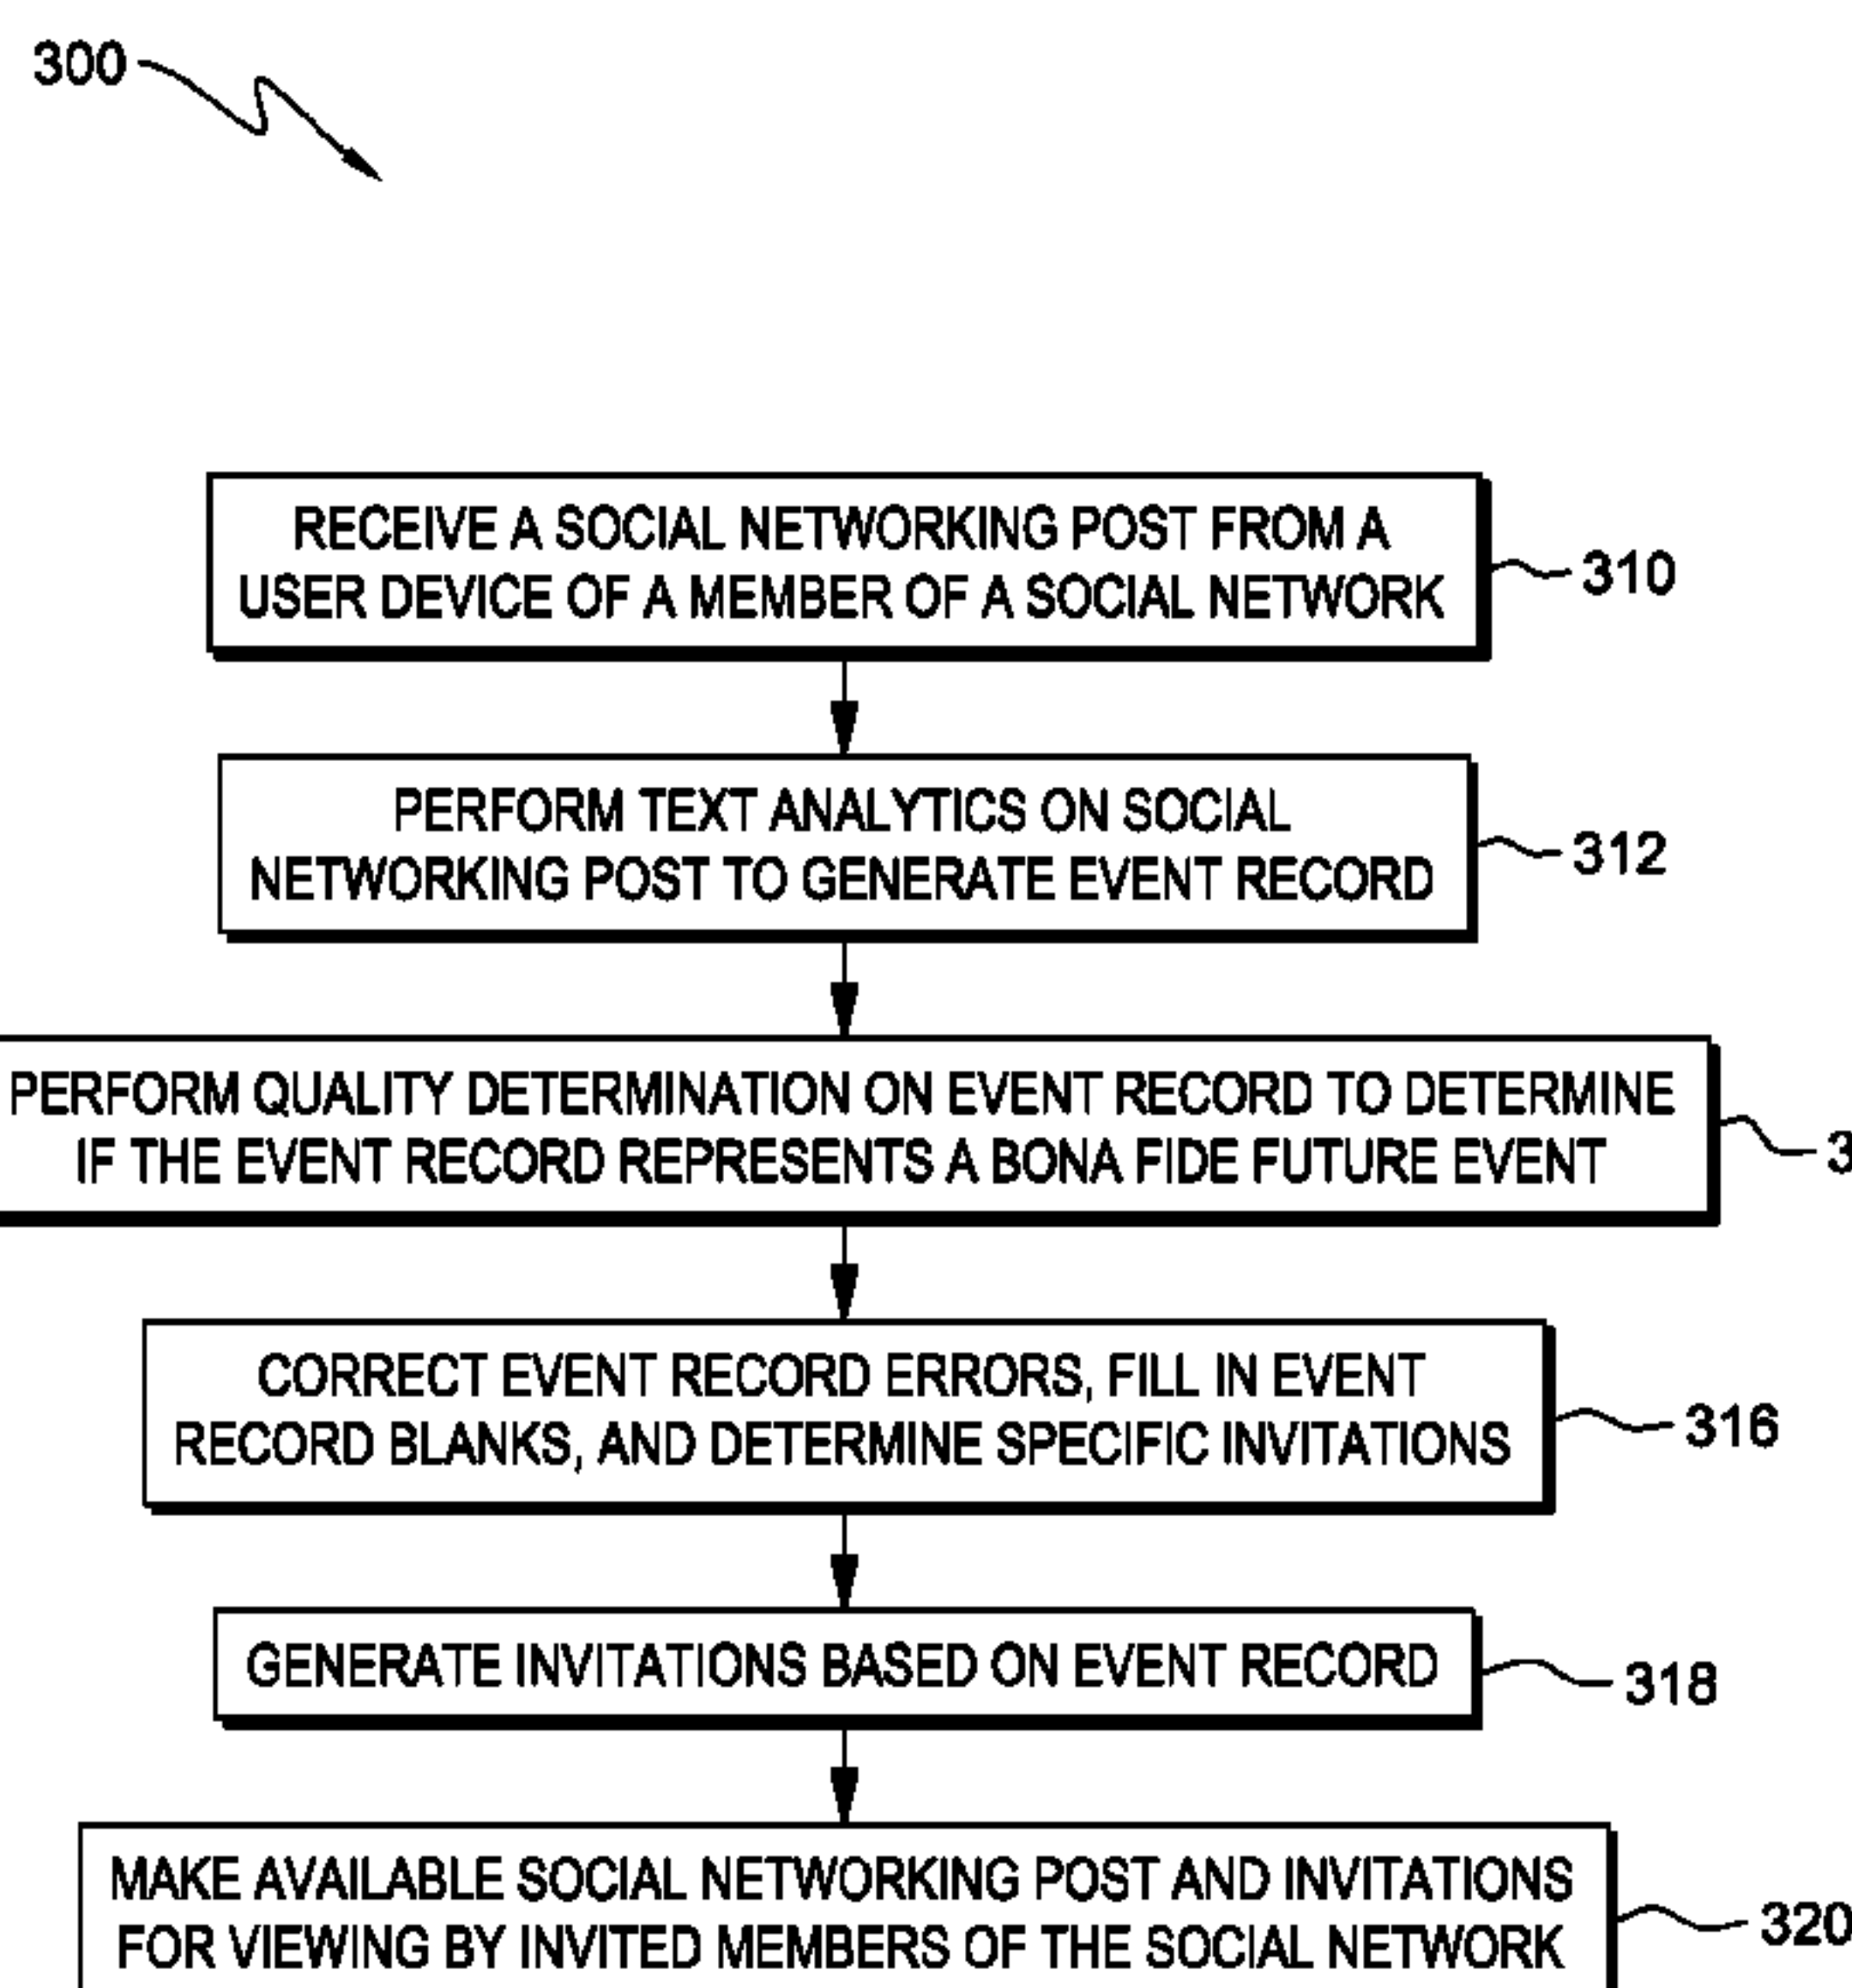 300
RECEIVE A SOCIAL NETWORKING POST FROM A
USER DEVICE OF A MEMBER OF A SOCIAL NETWORK
310
PERFORM TEXT ANALYTICS ON SOCIAL
NETWORKING POST TO GENERATE EVENT RECORD
312
PERFORM QUALITY DETERMINATION ON EVENT RECORD TO DETERMINE
IF THE EVENT RECORD REPRESENTS A BONA FIDE FUTURE EVENT
CORRECT EVENT RECORD ERRORS, FILL IN EVENT
RECORD BLANKS, AND DETERMINE SPECIFIC INVITATIONS
316
GENERATE INVITATIONS BASED ON EVENT RECORD
318
MAKE AVAILABLE SOCIAL NETWORKING POST AND INVITATIONS
FOR VIEWING BY INVITED MEMBERS OF THE SOCIAL NETWORK
320